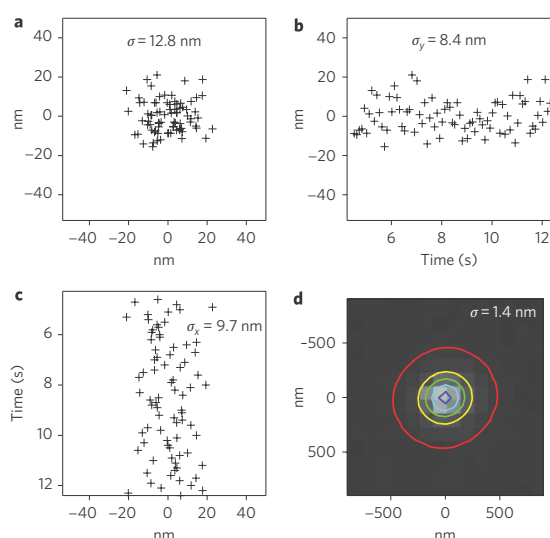 a
σ = 12.8 nm
40
20
0
−20
−40
nm
−40 −20 0 20 40
nm
b
σy = 8.4 nm
40
20
0
−20
−40
nm
6 8 10 12
Time (s)
c
σx = 9.7 nm
6
8
10
12
Time (s)
−40 −20 0 20 40
nm
d
σ = 1.4 nm
-500
0
500
nm
−500 0 500
nm